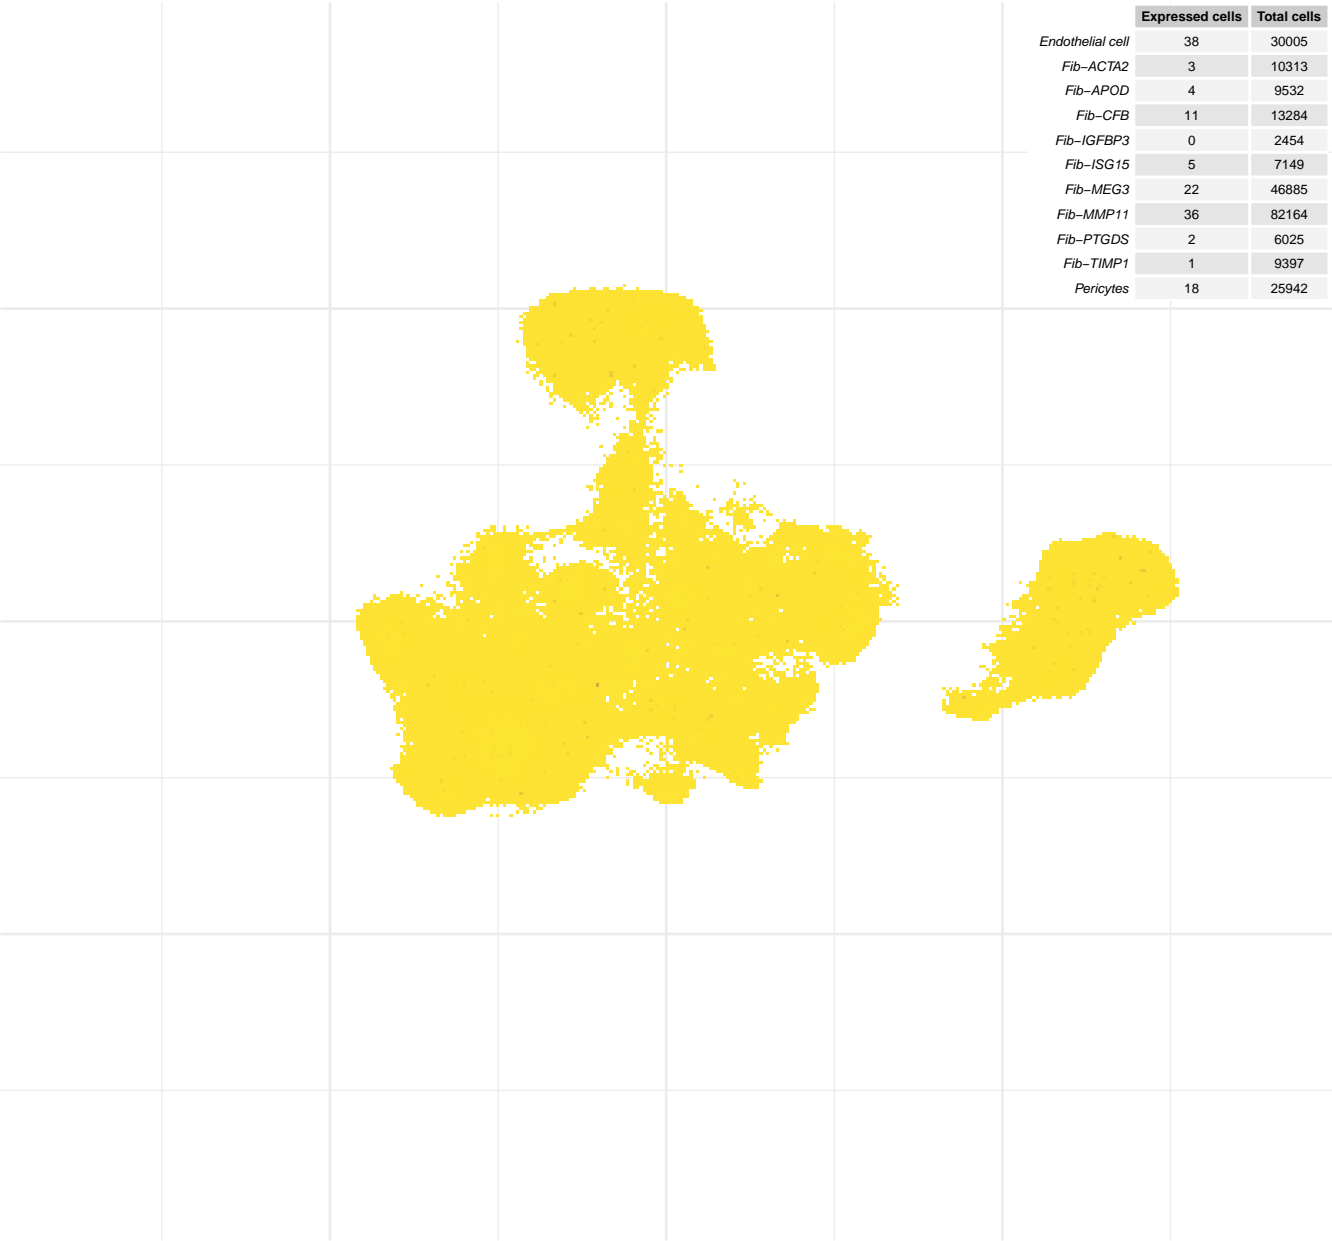 Expressed cells Total cells
Endothelial cell 38 30005
Fib−ACTA2 3 10313
Fib−APOD 4 9532
Fib−CFB 11 13284
Fib−IGFBP3 0 2454
Fib−ISG15 5 7149
Fib−MEG3 22 46885
Fib−MMP11 36 82164
Fib−PTGDS 2 6025
Fib−TIMP1 1 9397
Pericytes 18 25942